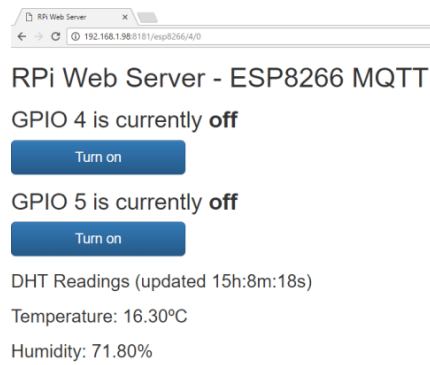 RPi Web Server
192.168.1.98:8181/esp8266/4/0
RPi Web Server - ESP8266 MQTT
GPIO 4 is currently off
Turn on
GPIO 5 is currently off
Turn on
DHT Readings (updated 15h:8m:18s)
Temperature: 16.30ºC
Humidity: 71.80%